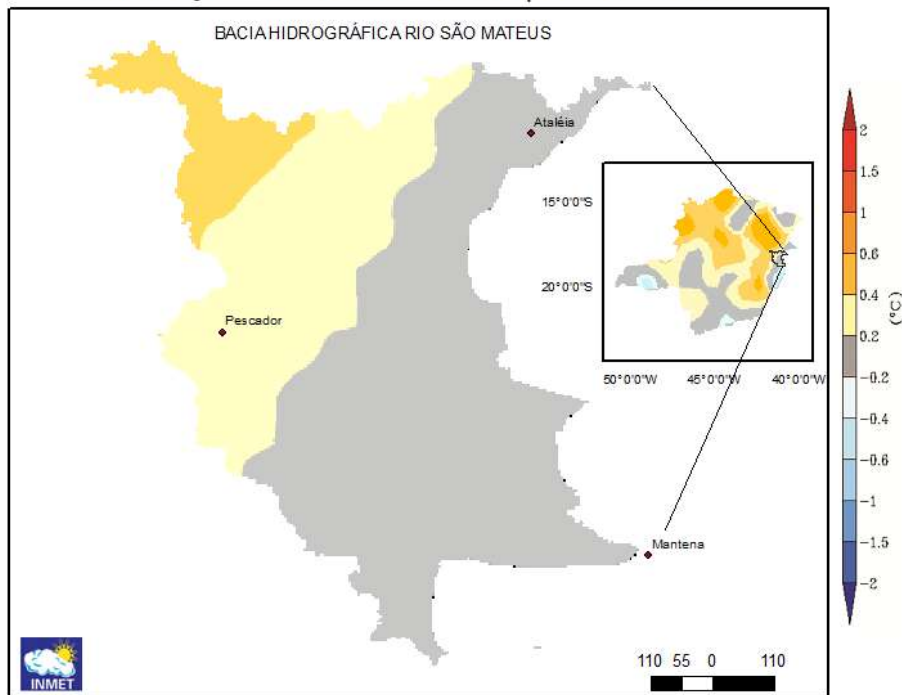 BACIA HIDROGRÁFICA RIO SÃO MATEUS
Ataléia
Pescador
Mantena
15°0'0"S
20°0'0"S
50°0'0"W 45°0'0"W 40°0'0"W
2
1.5
1
0.6
0.4
0.2
-0.2
-0.4
-0.6
-1
-1.5
-2
(°C)
INMET
110 55 0 110